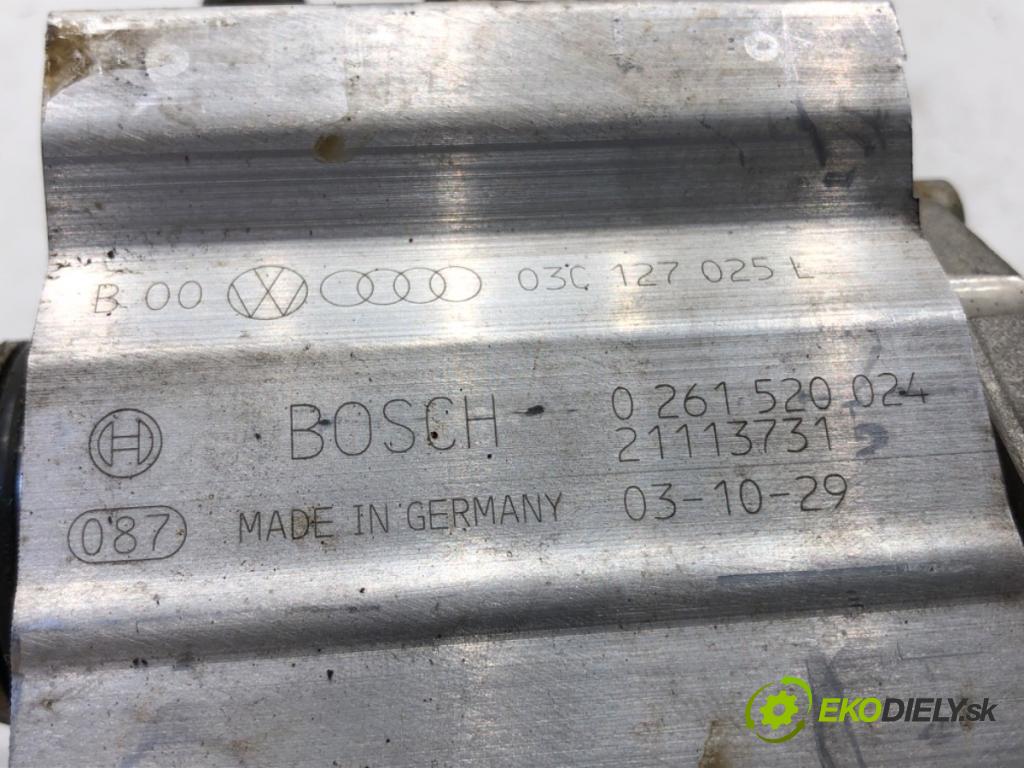 B 00 03C 127 025 L
BOSCH 0 261 520 024
21113731
087 MADE IN GERMANY 03-10-29
EKODIELY.sk